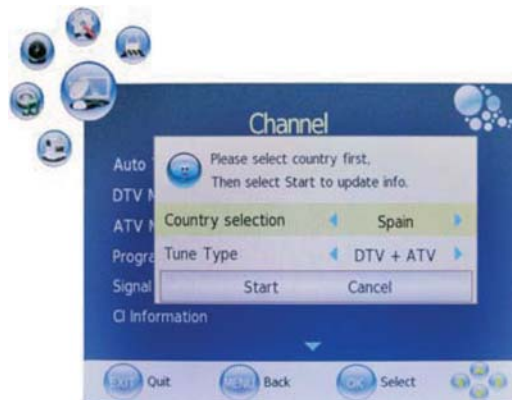 Channel
Please select country first,
Then select Start to update info.
Auto
DTV
ATV
Country selection Spain
Tune Type DTV + ATV
Signal
Start Cancel
CI Information
EXIT Quit MENU Back OK Select